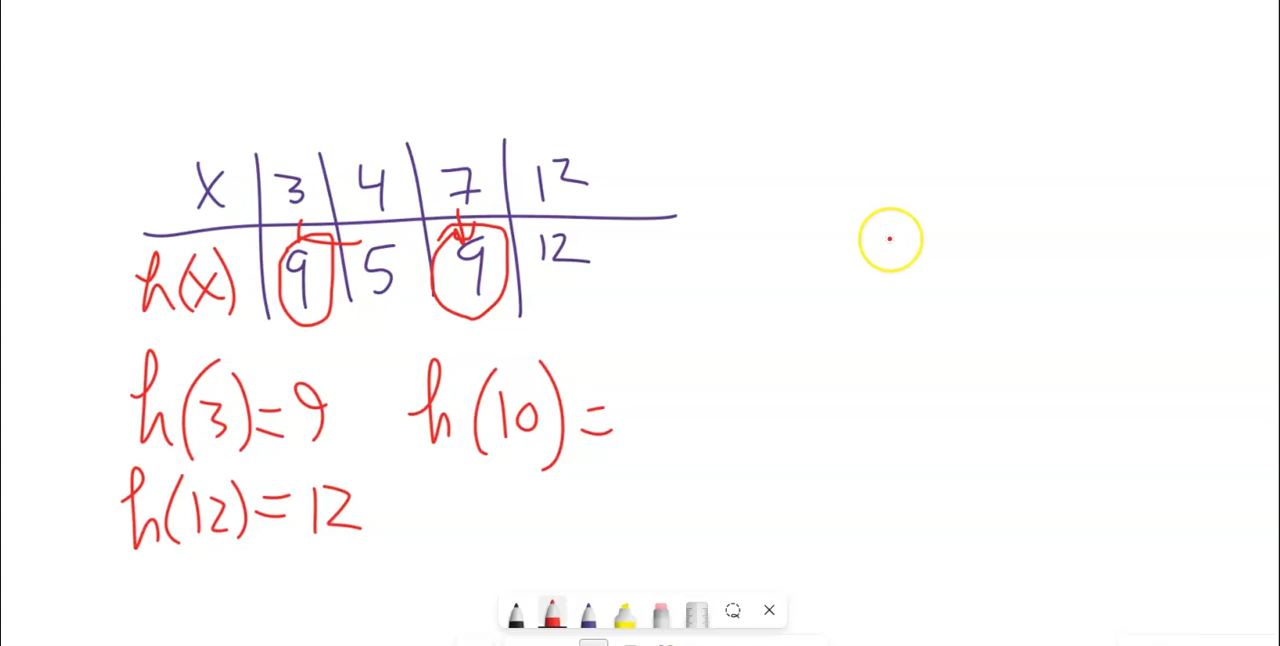 x 3 4 7 12
h(x) 9 5 9 12
h(3)=9 h(10)=
h(12)=12